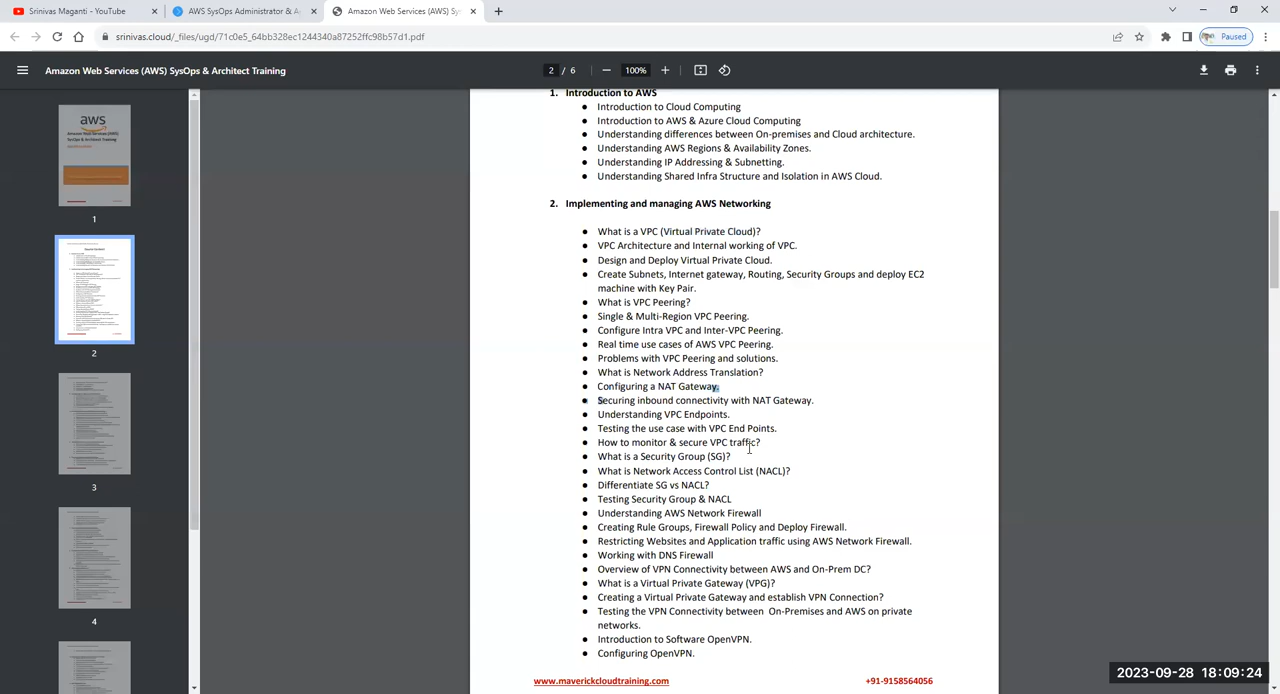 Srinivas Maganti - YouTube
AWS SysOps Administrator & A
Amazon Web Services (AWS) Sy
srinivas.cloud/_files/ugd/71c0e5_64bb328ec1244340a87252ffc98b57d1.pdf
Paused
Amazon Web Services (AWS) SysOps & Architect Training
2 / 6
100%
aws
Amazon Web Services (AWS)
SysOps & Architect Training
1
2
3
4
1. Introduction to AWS
● Introduction to Cloud Computing
● Introduction to AWS & Azure Cloud Computing
● Understanding differences between On-premises and Cloud architecture.
● Understanding AWS Regions & Availability Zones.
● Understanding IP Addressing & Subnetting.
● Understanding Shared Infra Structure and Isolation in AWS Cloud.
2. Implementing and managing AWS Networking
● What is a VPC (Virtual Private Cloud)?
● VPC Architecture and Internal working of VPC.
● Design and Deploy Virtual Private Cloud.
● Create Subnets, Internet gateway, Routing, Security Groups and deploy EC2
machine with Key Pair.
● What is VPC Peering?
● Single & Multi-Region VPC Peering.
● Configure Intra VPC and Inter-VPC Peering.
● Real time use cases of AWS VPC Peering.
● Problems with VPC Peering and solutions.
● What is Network Address Translation?
● Configuring a NAT Gateway.
● Securing inbound connectivity with NAT Gateway.
● Understanding VPC Endpoints.
● Testing the use case with VPC End Points.
● How to monitor & secure VPC traffic?
● What is a Security Group (SG)?
● What is Network Access Control List (NACL)?
● Differentiate SG vs NACL?
● Testing Security Group & NACL
● Understanding AWS Network Firewall
● Creating Rule Groups, Firewall Policy and Deploy Firewall.
● Restricting Websites and Application traffic using AWS Network Firewall.
● Working with DNS Firewall
● Overview of VPN Connectivity between AWS and On-Prem DC?
● What is a Virtual Private Gateway (VPG)?
● Creating a Virtual Private Gateway and establish VPN Connection?
● Testing the VPN Connectivity between On-Premises and AWS on private
networks.
● Introduction to Software OpenVPN.
● Configuring OpenVPN.
www.maverickcloudtraining.com +91-9158564056
2023-09-28 18:09:24